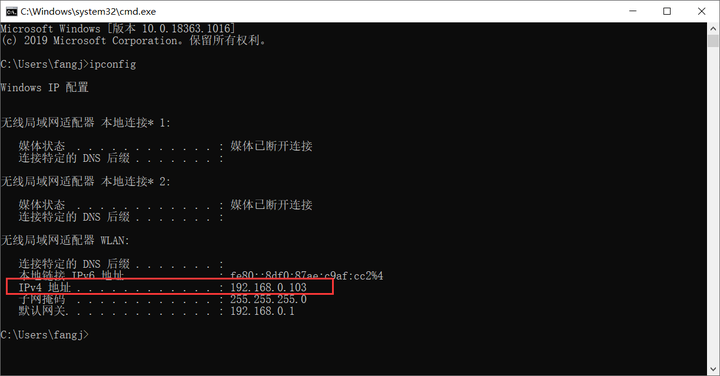 C:\Windows\system32\cmd.exe
Microsoft Windows [版本 10.0.18363.1016]
(c) 2019 Microsoft Corporation。保留所有权利。
C:\Users\fangj>ipconfig
Windows IP 配置
无线局域网适配器 本地连接* 1:
媒体状态 . . . . . . . . . . . . : 媒体已断开连接
连接特定的 DNS 后缀 . . . . . . . :
无线局域网适配器 本地连接* 2:
媒体状态 . . . . . . . . . . . . : 媒体已断开连接
连接特定的 DNS 后缀 . . . . . . . :
无线局域网适配器 WLAN:
连接特定的 DNS 后缀 . . . . . . . :
本地链接 IPv6 地址. . . . . . . . : fe80::8df0:87ae:c9af:cc2%4
IPv4 地址 . . . . . . . . . . . . : 192.168.0.103
子网掩码 . . . . . . . . . . . . : 255.255.255.0
默认网关. . . . . . . . . . . . . : 192.168.0.1
C:\Users\fangj>